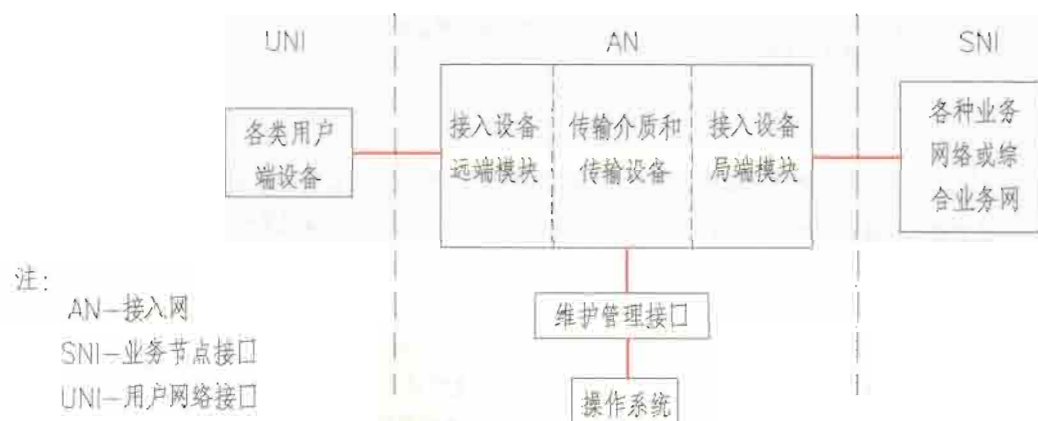 UNI
AN
SNI
各类用户
端设备
接入设备
远端模块
传输介质和
传输设备
接入设备
局端模块
各种业务
网络或综
合业务网
维护管理接口
操作系统
注:
AN—接入网
SNI—业务节点接口
UNI—用户网络接口